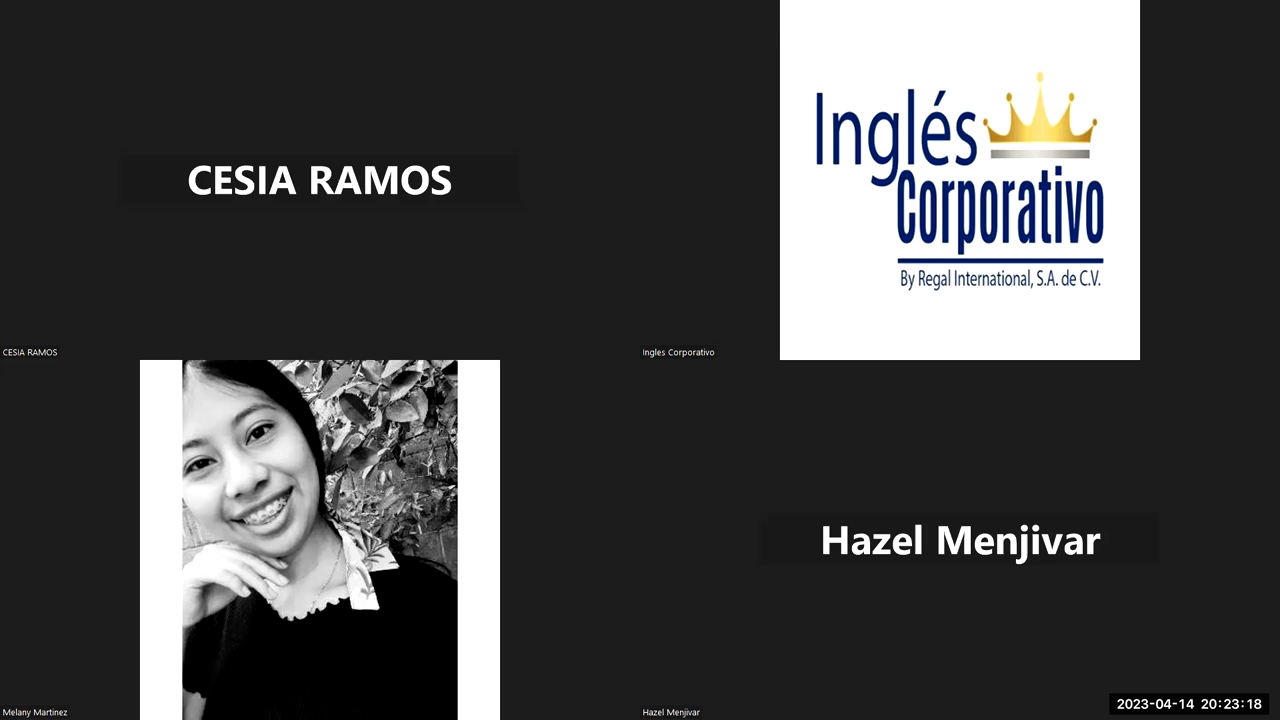 CESIA RAMOS
CESIA RAMOS
Inglés
Corporativo
By Regal International, S.A. de C.V.
Ingles Corporativo
Melany Martinez
Hazel Menjivar
Hazel Menjivar
2023-04-14 20:23:18